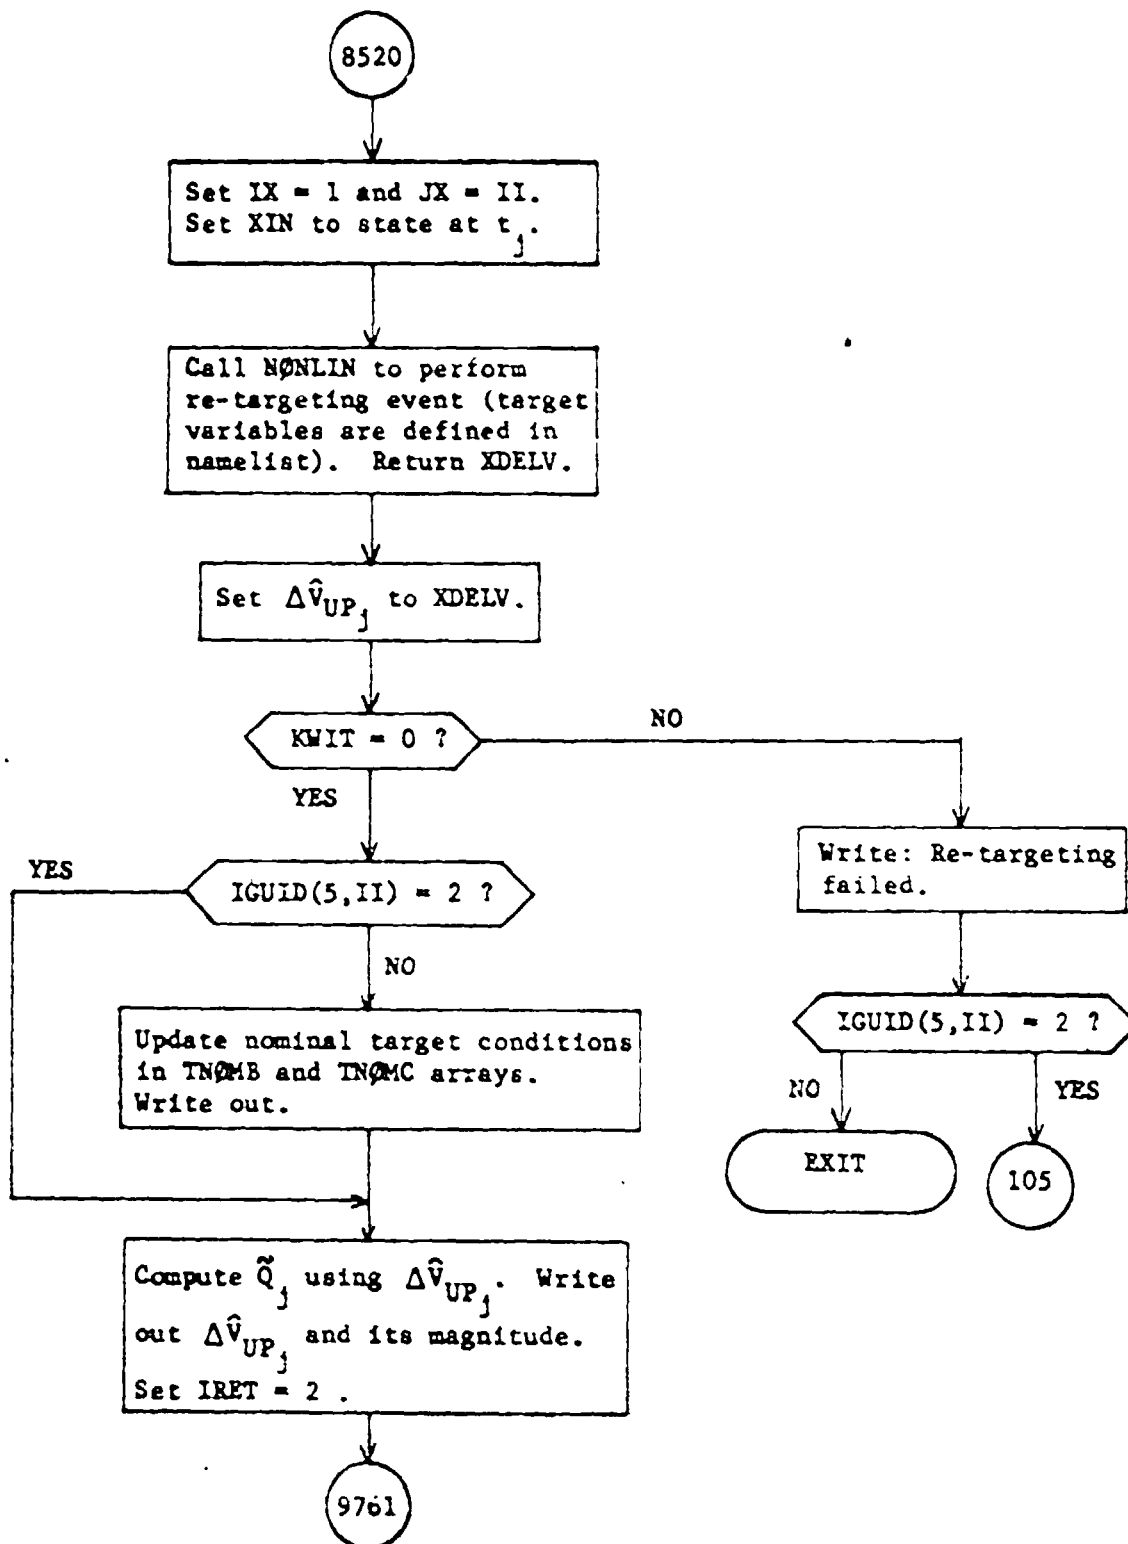 8520
Set IX = 1 and JX = II.
Set XIN to state at t_j.
Call NØNLIN to perform
re-targeting event (target
variables are defined in
namelist). Return XDELV.
Set ΔV̂_UP_j to XDELV.
KWIT = 0 ?
NO
YES
YES
IGUID(5,II) = 2 ?
Write: Re-targeting
failed.
NO
IGUID(5,II) = 2 ?
Update nominal target conditions
in TNØMB and TNØMC arrays.
Write out.
NO
YES
EXIT
105
Compute Q̃_j using ΔV̂_UP_j. Write
out ΔV̂_UP_j and its magnitude.
Set IRET = 2 .
9761